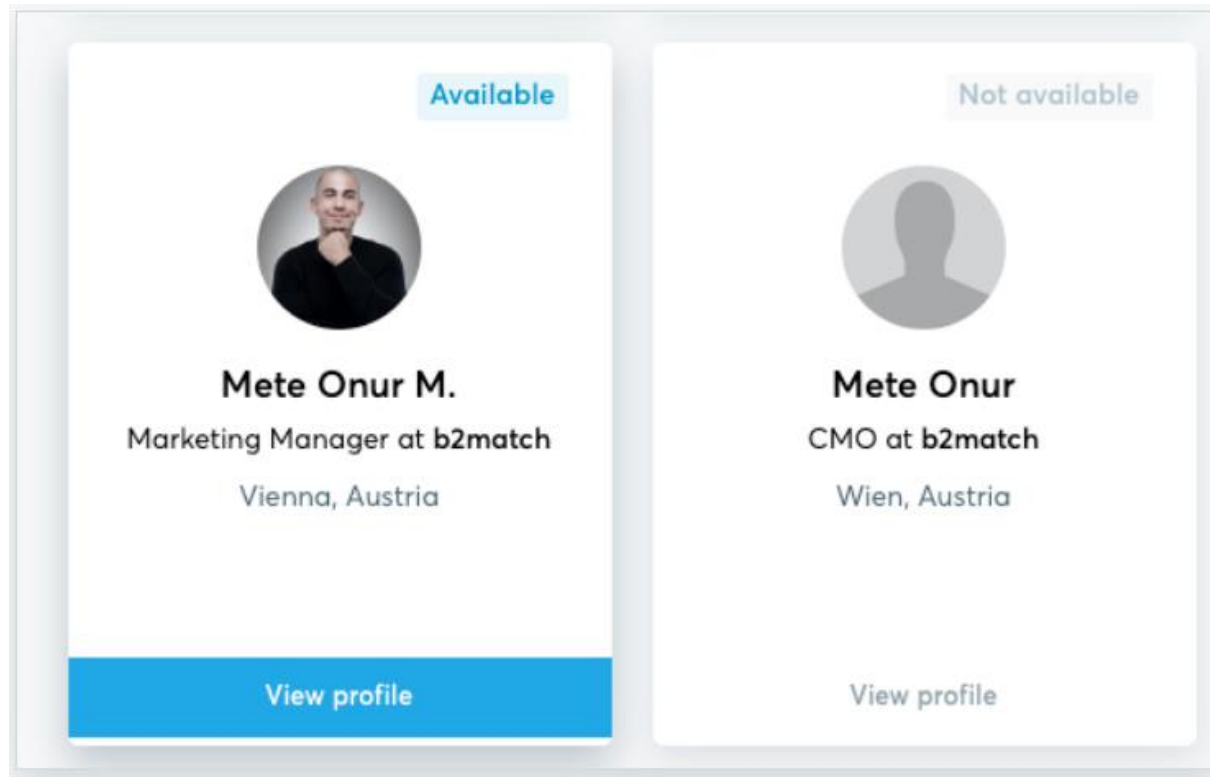 Available
Mete Onur M.
Marketing Manager at b2match
Vienna, Austria
View profile
Not available
Mete Onur
CMO at b2match
Wien, Austria
View profile